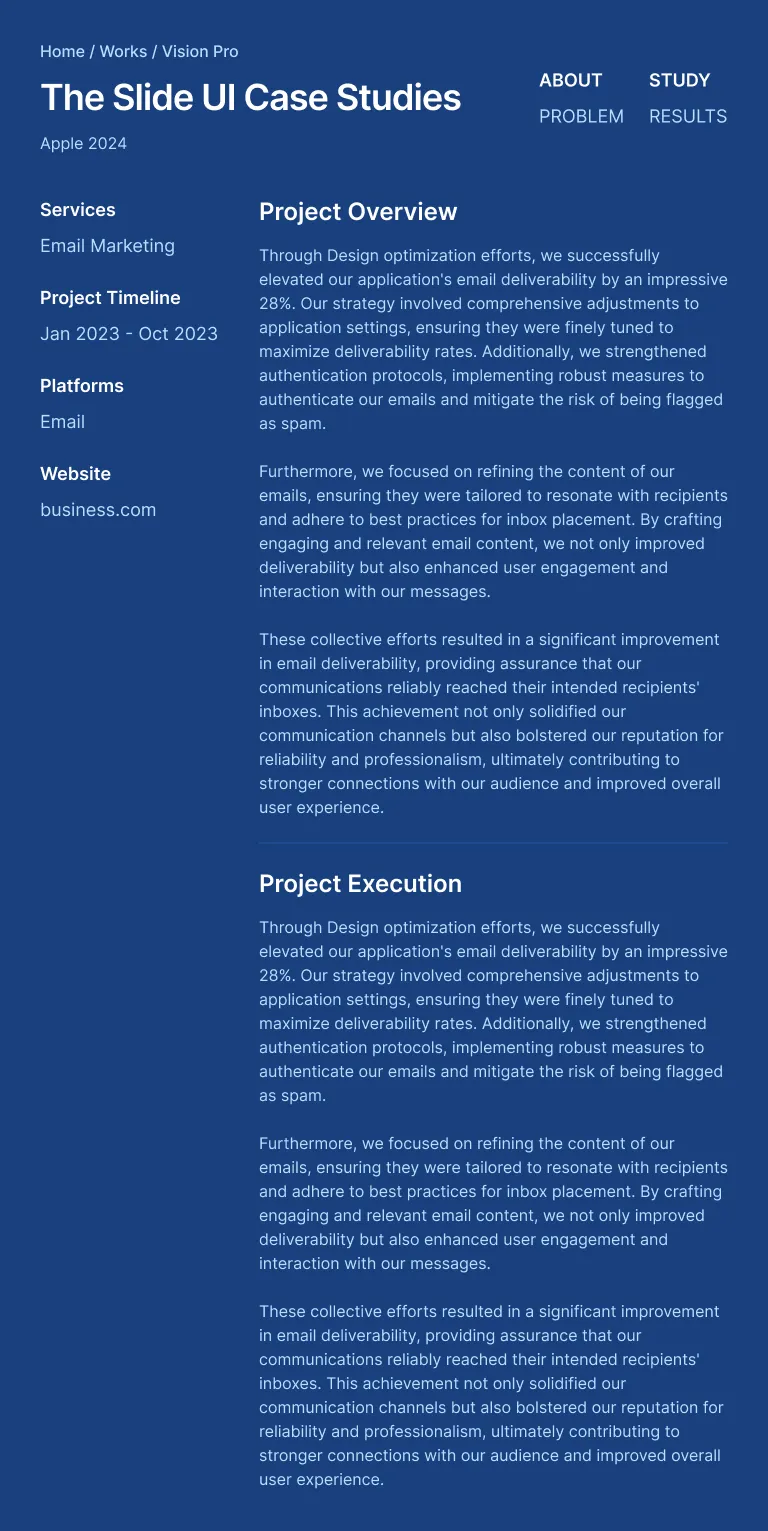 Home / Works / Vision Pro
The Slide UI Case Studies
Apple 2024
ABOUT
PROBLEM
STUDY
RESULTS
Services
Email Marketing
Project Timeline
Jan 2023 - Oct 2023
Platforms
Email
Website
business.com
Project Overview
Through Design optimization efforts, we successfully
elevated our application's email deliverability by an impressive
28%. Our strategy involved comprehensive adjustments to
application settings, ensuring they were finely tuned to
maximize deliverability rates. Additionally, we strengthened
authentication protocols, implementing robust measures to
authenticate our emails and mitigate the risk of being flagged
as spam.
Furthermore, we focused on refining the content of our
emails, ensuring they were tailored to resonate with recipients
and adhere to best practices for inbox placement. By crafting
engaging and relevant email content, we not only improved
deliverability but also enhanced user engagement and
interaction with our messages.
These collective efforts resulted in a significant improvement
in email deliverability, providing assurance that our
communications reliably reached their intended recipients'
inboxes. This achievement not only solidified our
communication channels but also bolstered our reputation for
reliability and professionalism, ultimately contributing to
stronger connections with our audience and improved overall
user experience.
Project Execution
Through Design optimization efforts, we successfully
elevated our application's email deliverability by an impressive
28%. Our strategy involved comprehensive adjustments to
application settings, ensuring they were finely tuned to
maximize deliverability rates. Additionally, we strengthened
authentication protocols, implementing robust measures to
authenticate our emails and mitigate the risk of being flagged
as spam.
Furthermore, we focused on refining the content of our
emails, ensuring they were tailored to resonate with recipients
and adhere to best practices for inbox placement. By crafting
engaging and relevant email content, we not only improved
deliverability but also enhanced user engagement and
interaction with our messages.
These collective efforts resulted in a significant improvement
in email deliverability, providing assurance that our
communications reliably reached their intended recipients'
inboxes. This achievement not only solidified our
communication channels but also bolstered our reputation for
reliability and professionalism, ultimately contributing to
stronger connections with our audience and improved overall
user experience.